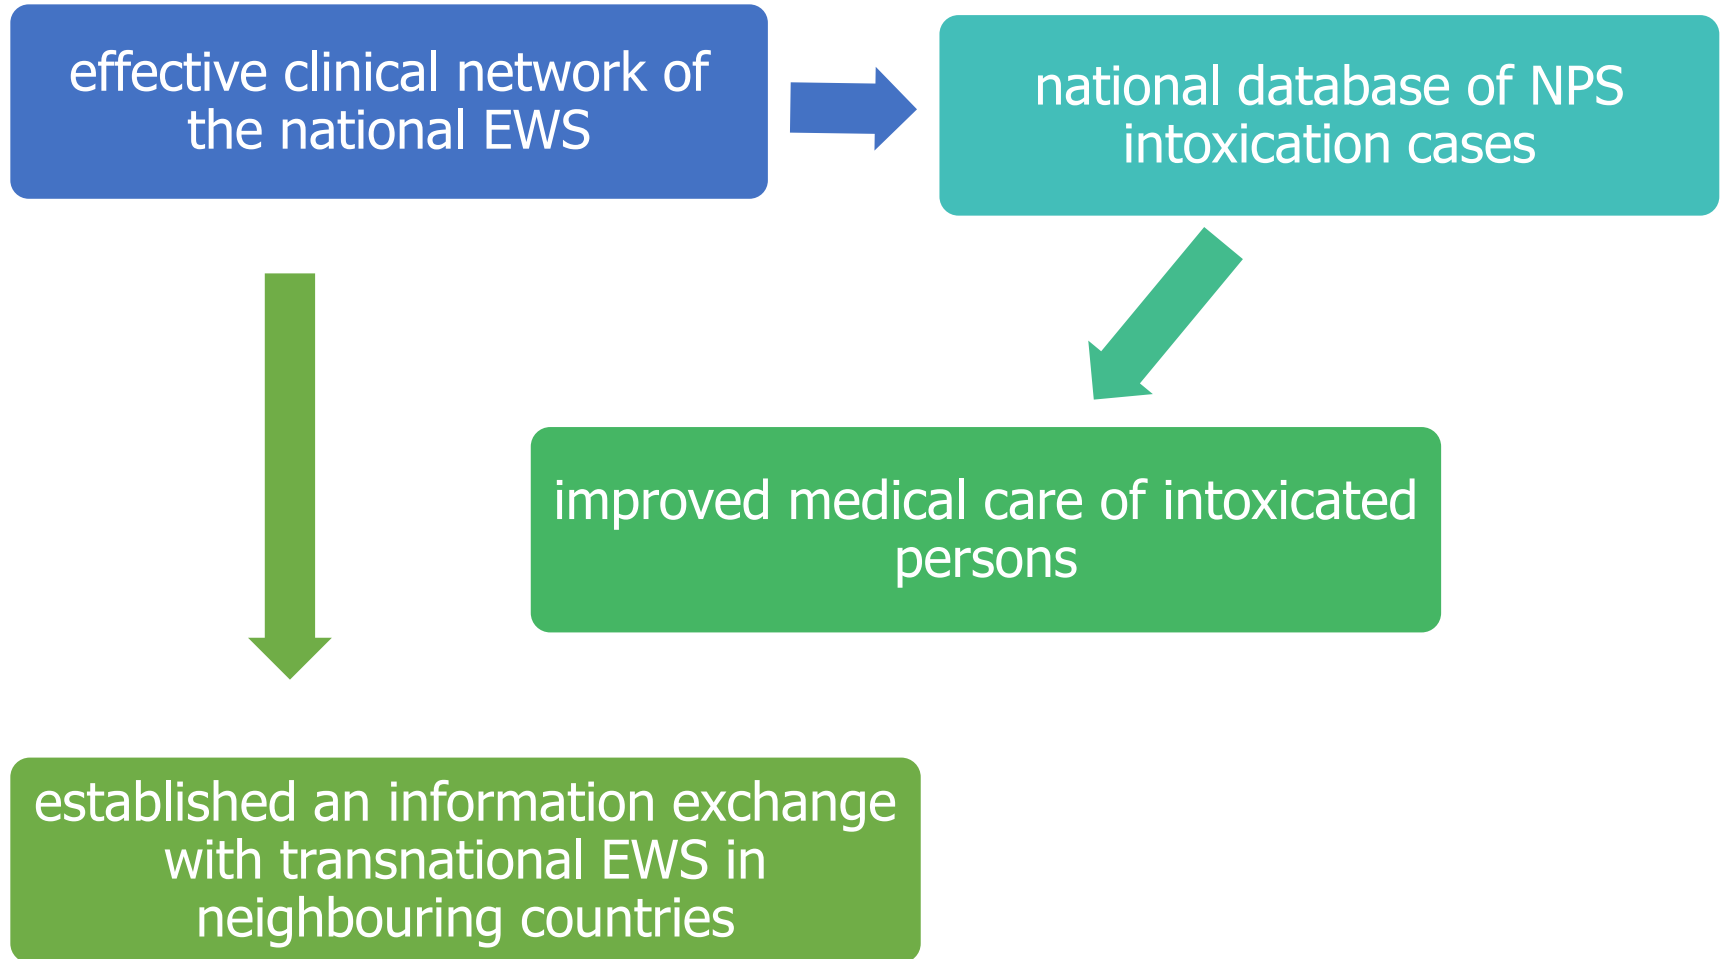 effective clinical network of
the national EWS
national database of NPS
intoxication cases
improved medical care of intoxicated
persons
established an information exchange
with transnational EWS in
neighbouring countries